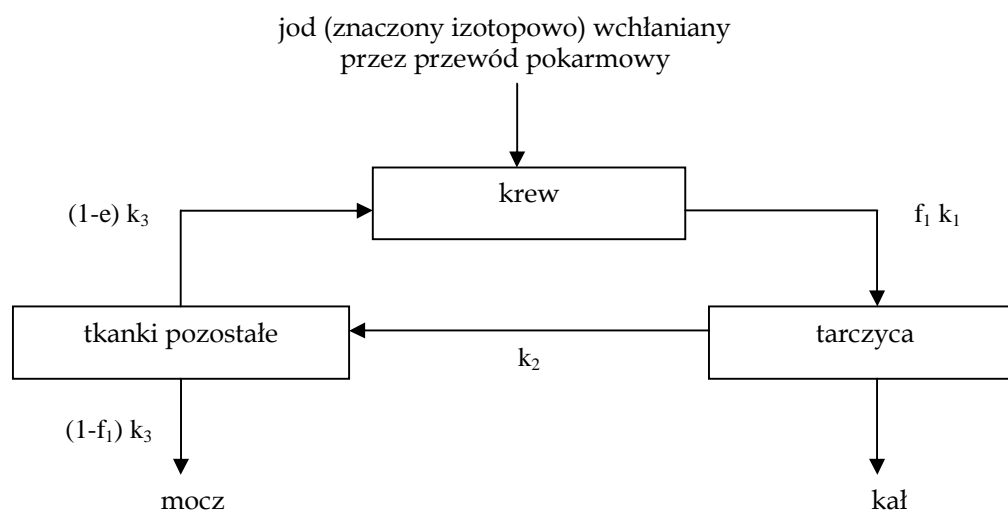 jod (znaczony izotopowo) wchłaniany
przez przewód pokarmowy
krew
(1-e) k₃
f₁ k₁
tkanki pozostałe
tarczyca
k₂
(1-f₁) k₃
mocz
kał